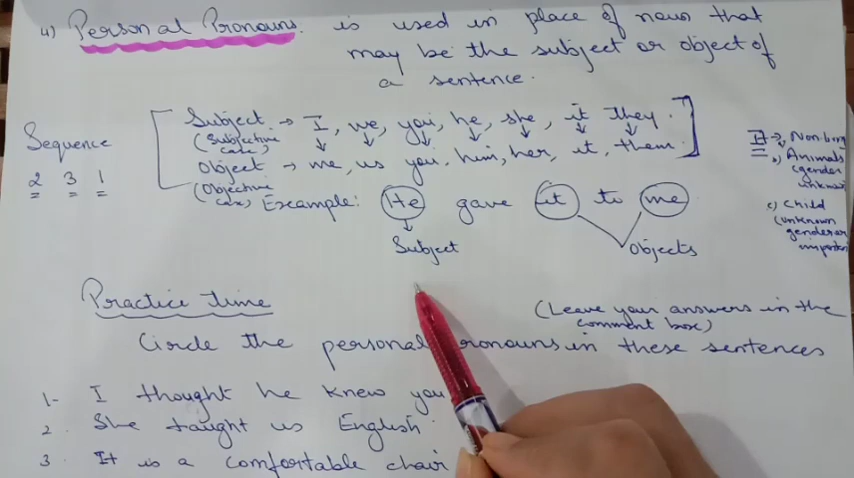 4) Personal Pronouns. is used in place of noun that
may be the subject or object of
a sentence.
Sequence
2 3 1
Subject → I, we, you, he, she, it they.
(Subjective
case)
Object → me, us you, him, her, it, them.
(Objective
case)
Example: He gave it to me
Subject
Objects
It → Non living
Animals
(gender
unknown
c) Child
(unknown
gender or
Practice time
(Leave your answers in the
comment box)
Circle the personal pronouns in these sentences
1- I thought he knew you
2. She taught us English.
3. It is a comfortable chair